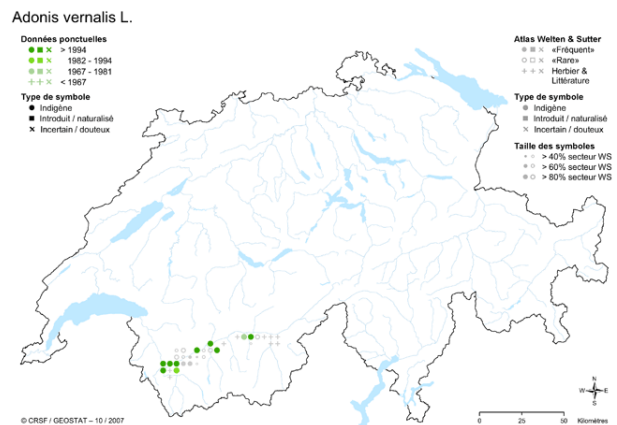 Adonis vernalis L.
Données ponctuelles
> 1994
1982 - 1994
1967 - 1981
< 1967
Type de symbole
Indigène
Introduit / naturalisé
Incertain / douteux
Atlas Welten & Sutter
«Fréquent»
«Rare»
Herbier &
Littérature
Type de symbole
Indigène
Introduit / naturalisé
Incertain / douteux
Taille des symboles
> 40% secteur WS
> 60% secteur WS
> 80% secteur WS
N
W E
S
0 25 50 Kilomètres
© CRSF / GEOSTAT – 10 / 2007